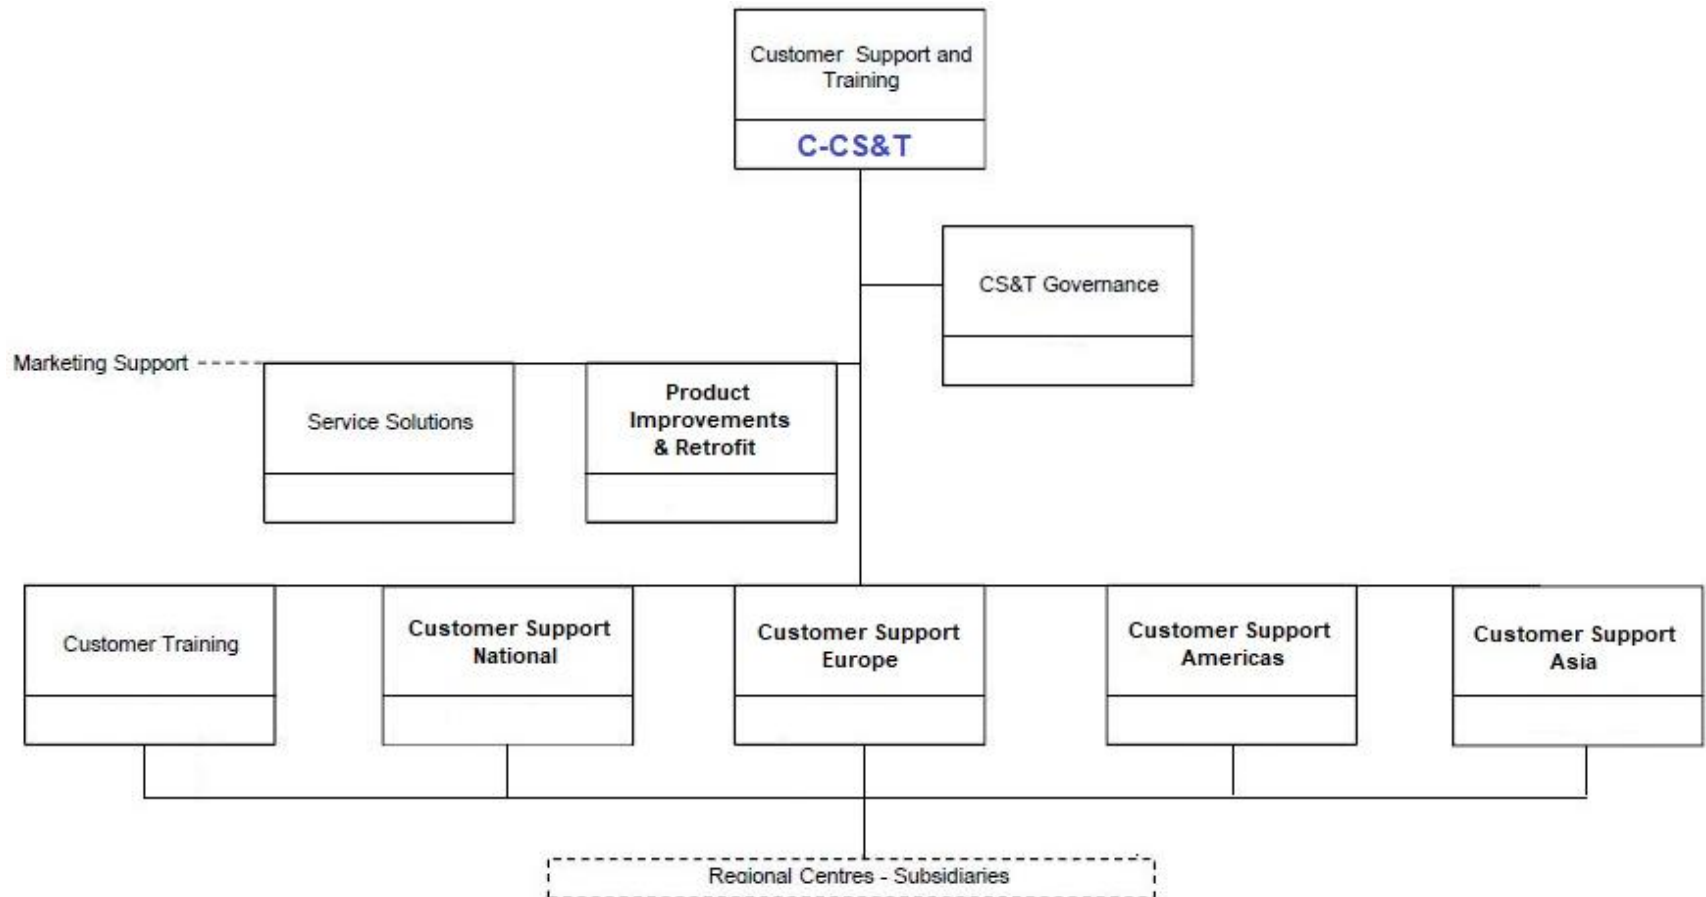 Customer Support and
Training
C-CS&T
CS&T Governance
Marketing Support
Service Solutions
Product
Improvements
& Retrofit
Customer Training
Customer Support
National
Customer Support
Europe
Customer Support
Americas
Customer Support
Asia
Regional Centres - Subsidiaries